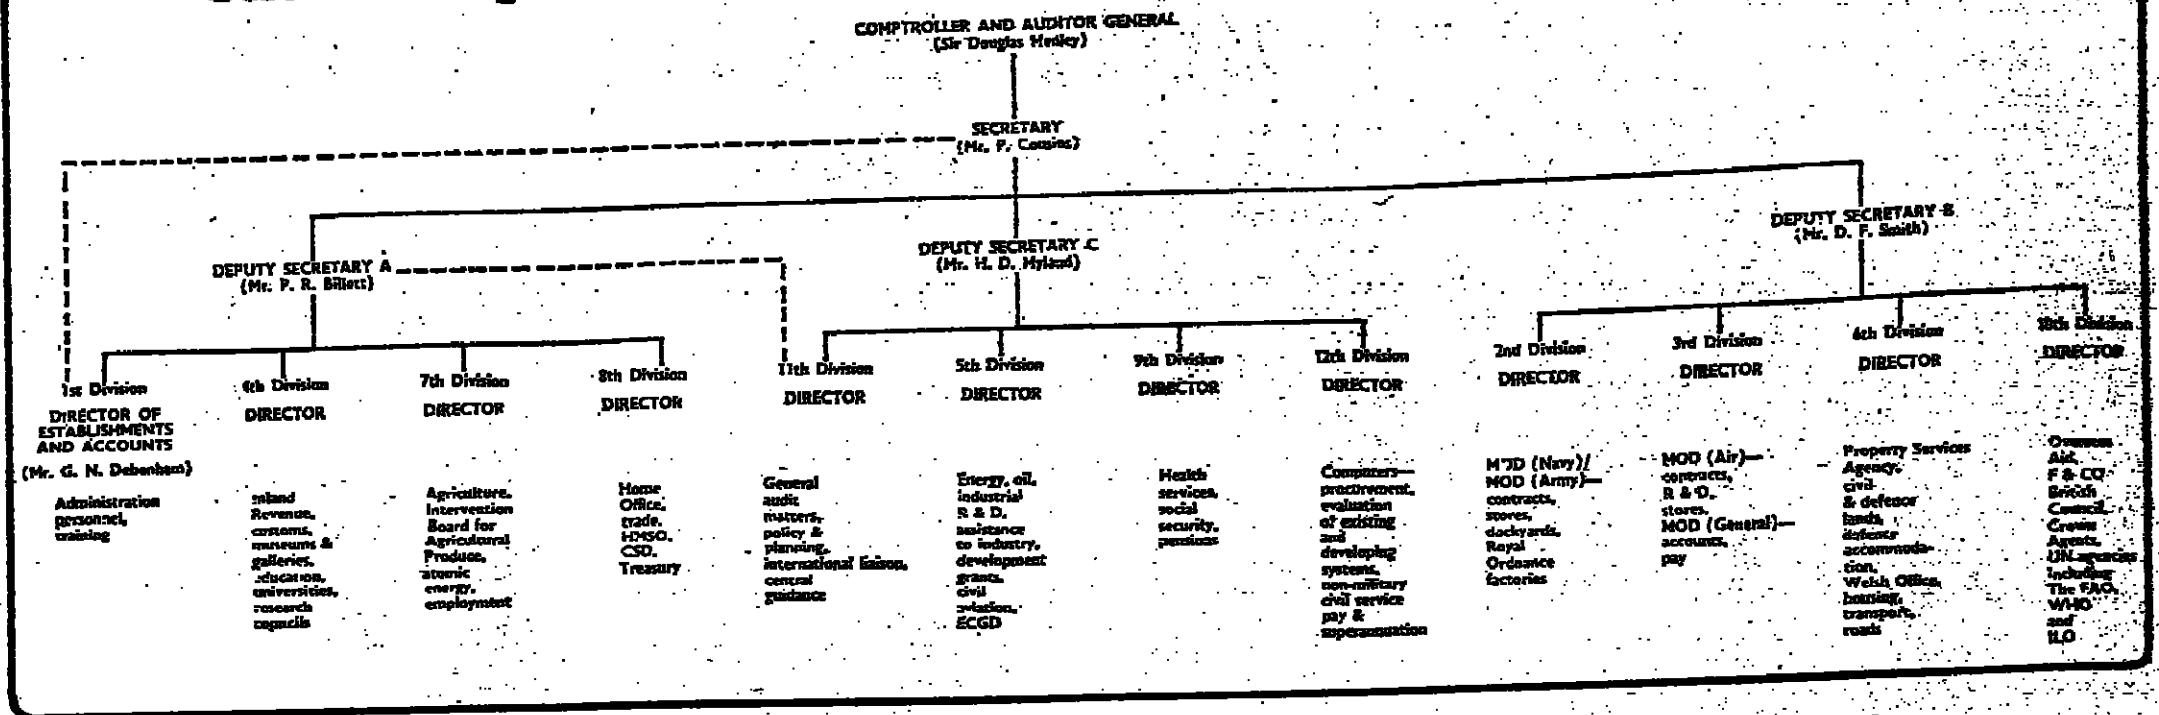 COMPTROLLER AND AUDITOR GENERAL
(Sir Douglas Henley)
SECRETARY
(Mr. P. Cousins)
DEPUTY SECRETARY A
(Mr. P. R. Billett)
DEPUTY SECRETARY C
(Mr. H. D. Myland)
DEPUTY SECRETARY B
(Mr. D. F. Smith)
1st Division
DIRECTOR OF
ESTABLISHMENTS
AND ACCOUNTS
(Mr. G. N. Debenham)
Administration
personnel,
training
Division
DIRECTOR
Inland
Revenue,
customs,
museums &
galleries,
education,
universities,
research
councils
7th Division
DIRECTOR
Agriculture,
Intervention
Board for
Agricultural
Produce,
atomic
energy,
employment
8th Division
DIRECTOR
Home
Office,
trade,
HMSO,
CSD,
Treasury
11th Division
DIRECTOR
General
audit
matters,
policy &
planning,
international liaison,
central
guidance
5th Division
DIRECTOR
Energy, oil,
industrial
R & D,
assistance
to industry,
development
grants,
civil
aviation,
ECGD
9th Division
DIRECTOR
Health
services,
social
security,
pensions
12th Division
DIRECTOR
Computers—
procurement,
evaluation
of existing
and
developing
systems,
non-military
civil service
pay &
superannuation
2nd Division
DIRECTOR
MOD (Navy)/
MOD (Army)—
contracts,
stores,
dockyards,
Royal
Ordnance
factories
3rd Division
DIRECTOR
MOD (Air)—
contracts,
R & D,
stores,
MOD (General)—
accounts,
pay
Division
DIRECTOR
Property Services
Agency,
civil
& defence
lands,
defence
accommoda-
tion,
Welsh Office,
housing,
transport,
roads
10th Division
DIRECTOR
Overseas
Aid,
F & CO
British
Council,
Crown
Agents,
UN agencies
including
The FAO,
WHO
and
ILO